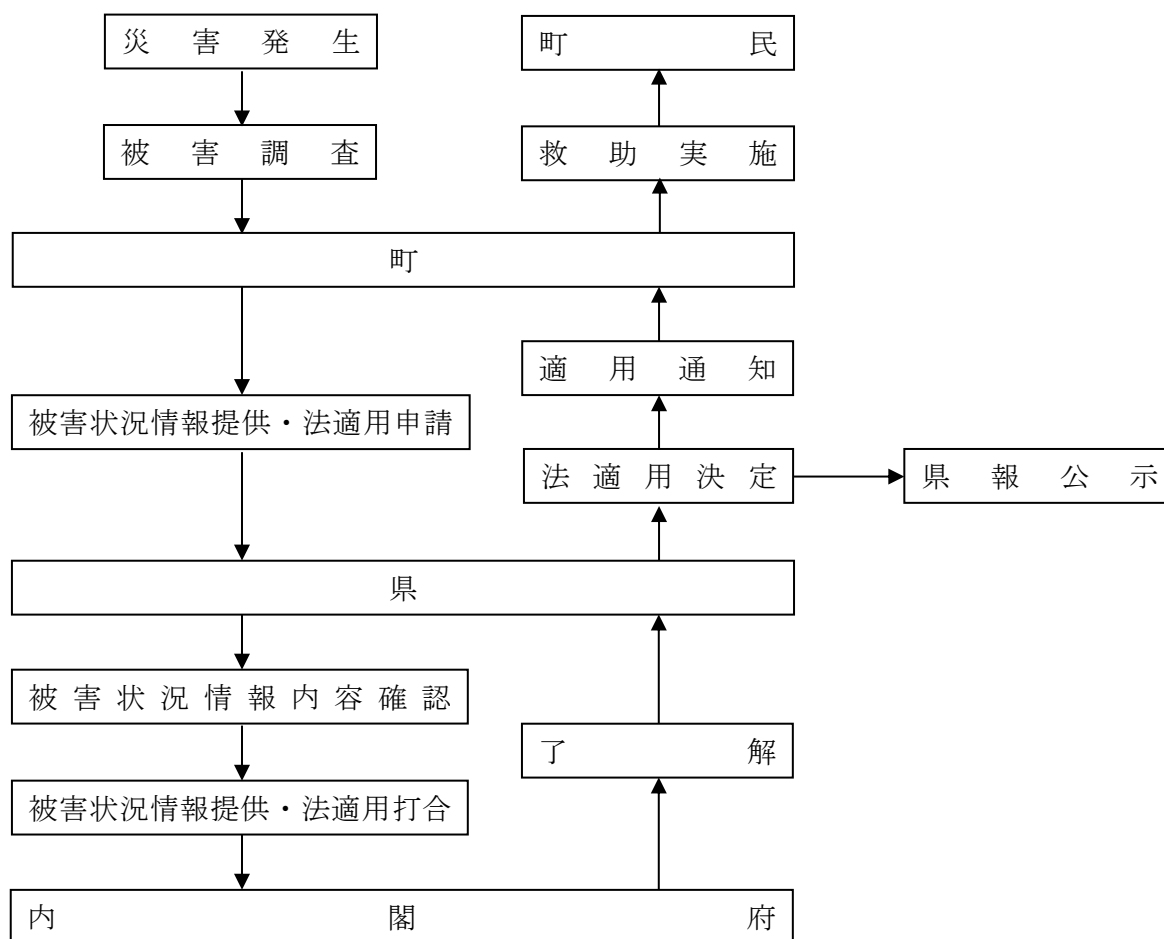 災害発生
町民
被害調査
救助実施
町
適用通知
被害状況情報提供・法適用申請
法適用決定
県報公示
県
被害状況情報内容確認
了解
被害状況情報提供・法適用打合
内閣府